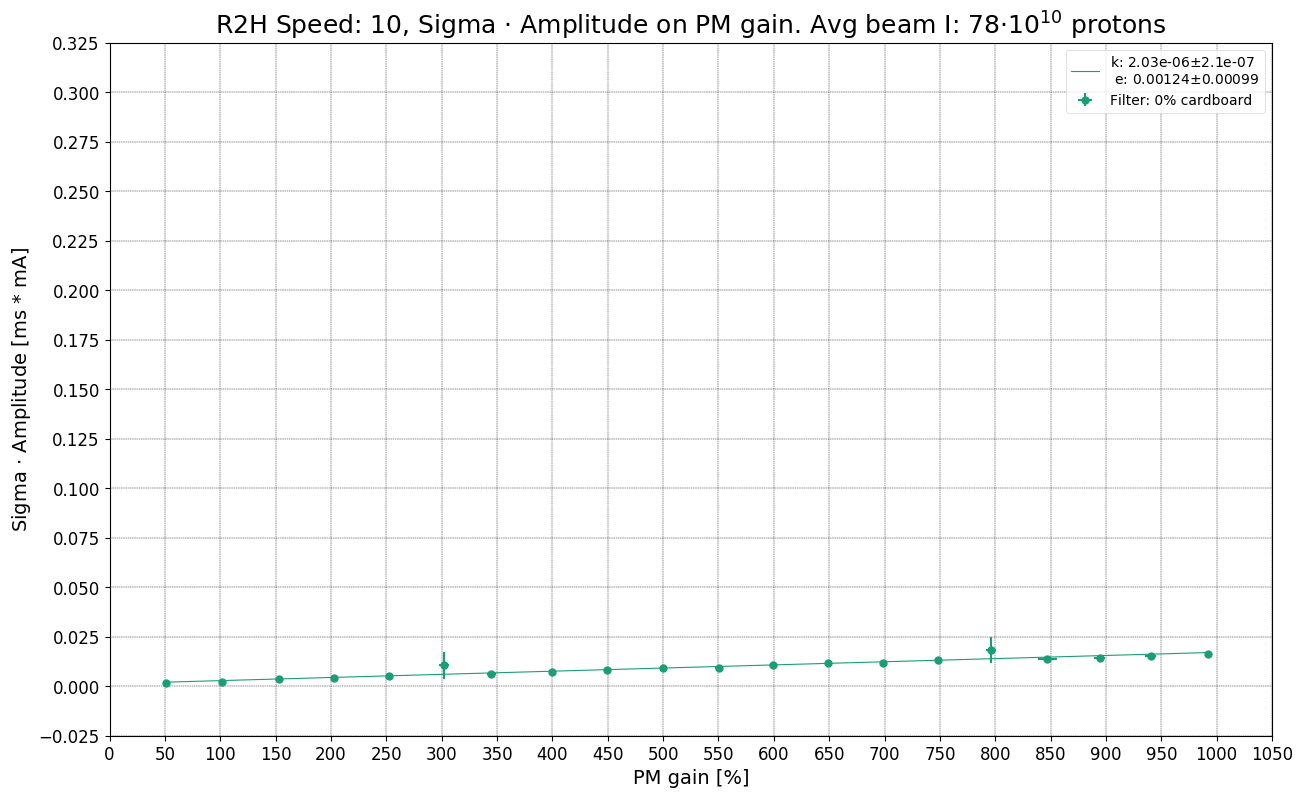 R2H Speed: 10, Sigma · Amplitude on PM gain. Avg beam I: 78·10^10 protons
k: 2.03e-06±2.1e-07
e: 0.00124±0.00099
Filter: 0% cardboard
Sigma · Amplitude [ms * mA]
0.325
0.300
0.275
0.250
0.225
0.200
0.175
0.150
0.125
0.100
0.075
0.050
0.025
0.000
−0.025
0 50 100 150 200 250 300 350 400 450 500 550 600 650 700 750 800 850 900 950 1000 1050
PM gain [%]